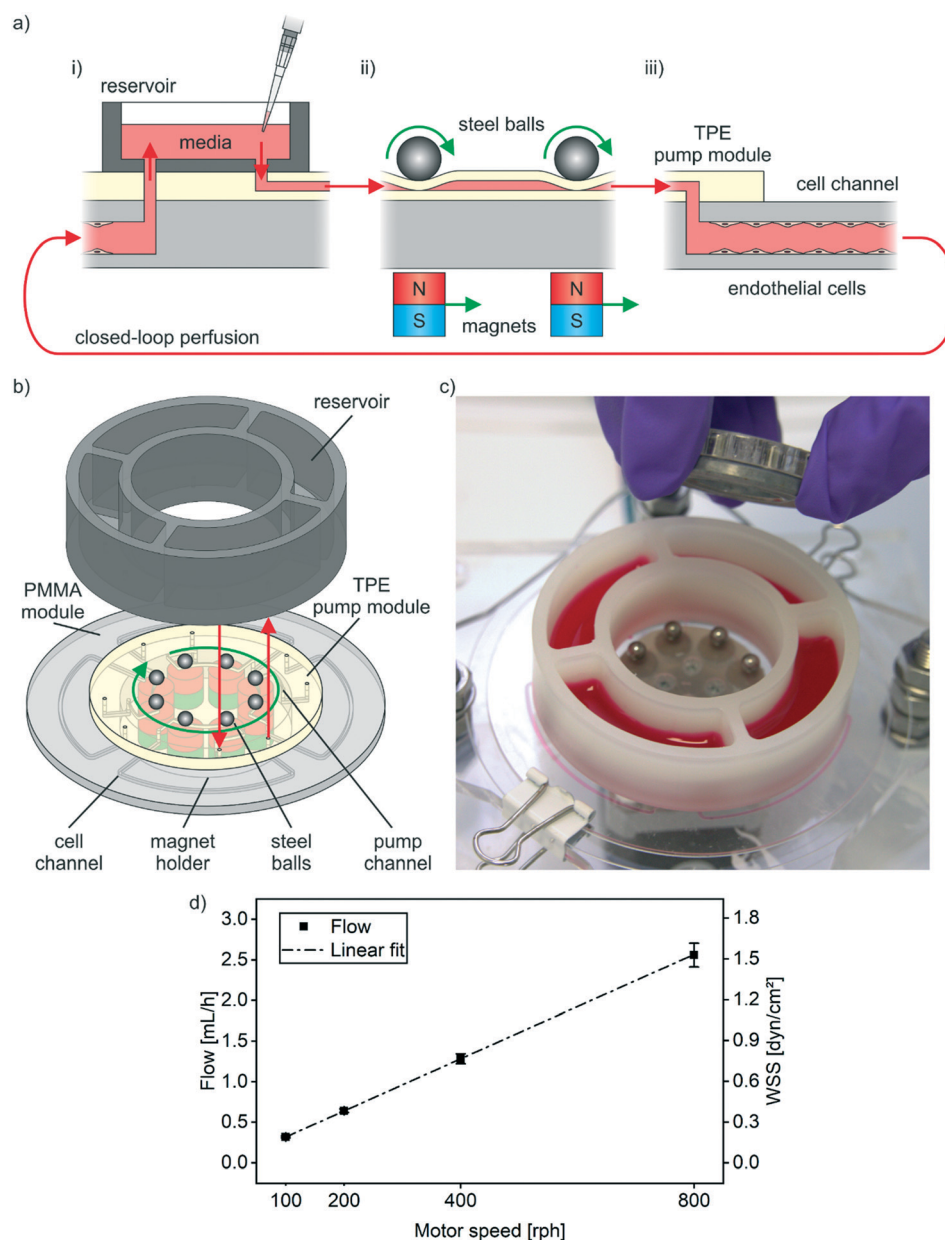 a)
i)
ii)
iii)
reservoir
media
steel balls
TPE
pump module
cell channel
N
S
N
S
magnets
endothelial cells
closed-loop perfusion
b)
reservoir
PMMA
module
TPE
pump module
cell
channel
magnet
holder
steel
balls
pump
channel
c)
d)
Flow
Linear fit
Flow [mL/h]
3.0
2.5
2.0
1.5
1.0
0.5
0.0
WSS [dyn/cm²]
1.8
1.5
1.2
0.9
0.6
0.3
0.0
100
200
400
800
Motor speed [rph]